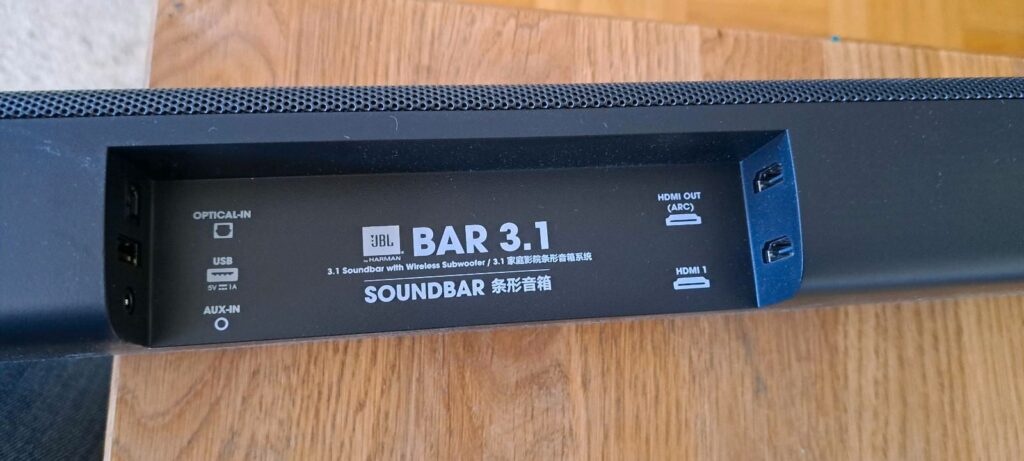 OPTICAL-IN
USB
5V ⎓ 1A
AUX-IN
JBL
by HARMAN
BAR 3.1
3.1 Soundbar with Wireless Subwoofer / 3.1 家庭影院条形音箱系统
SOUNDBAR 条形音箱
HDMI OUT
(ARC)
HDMI 1